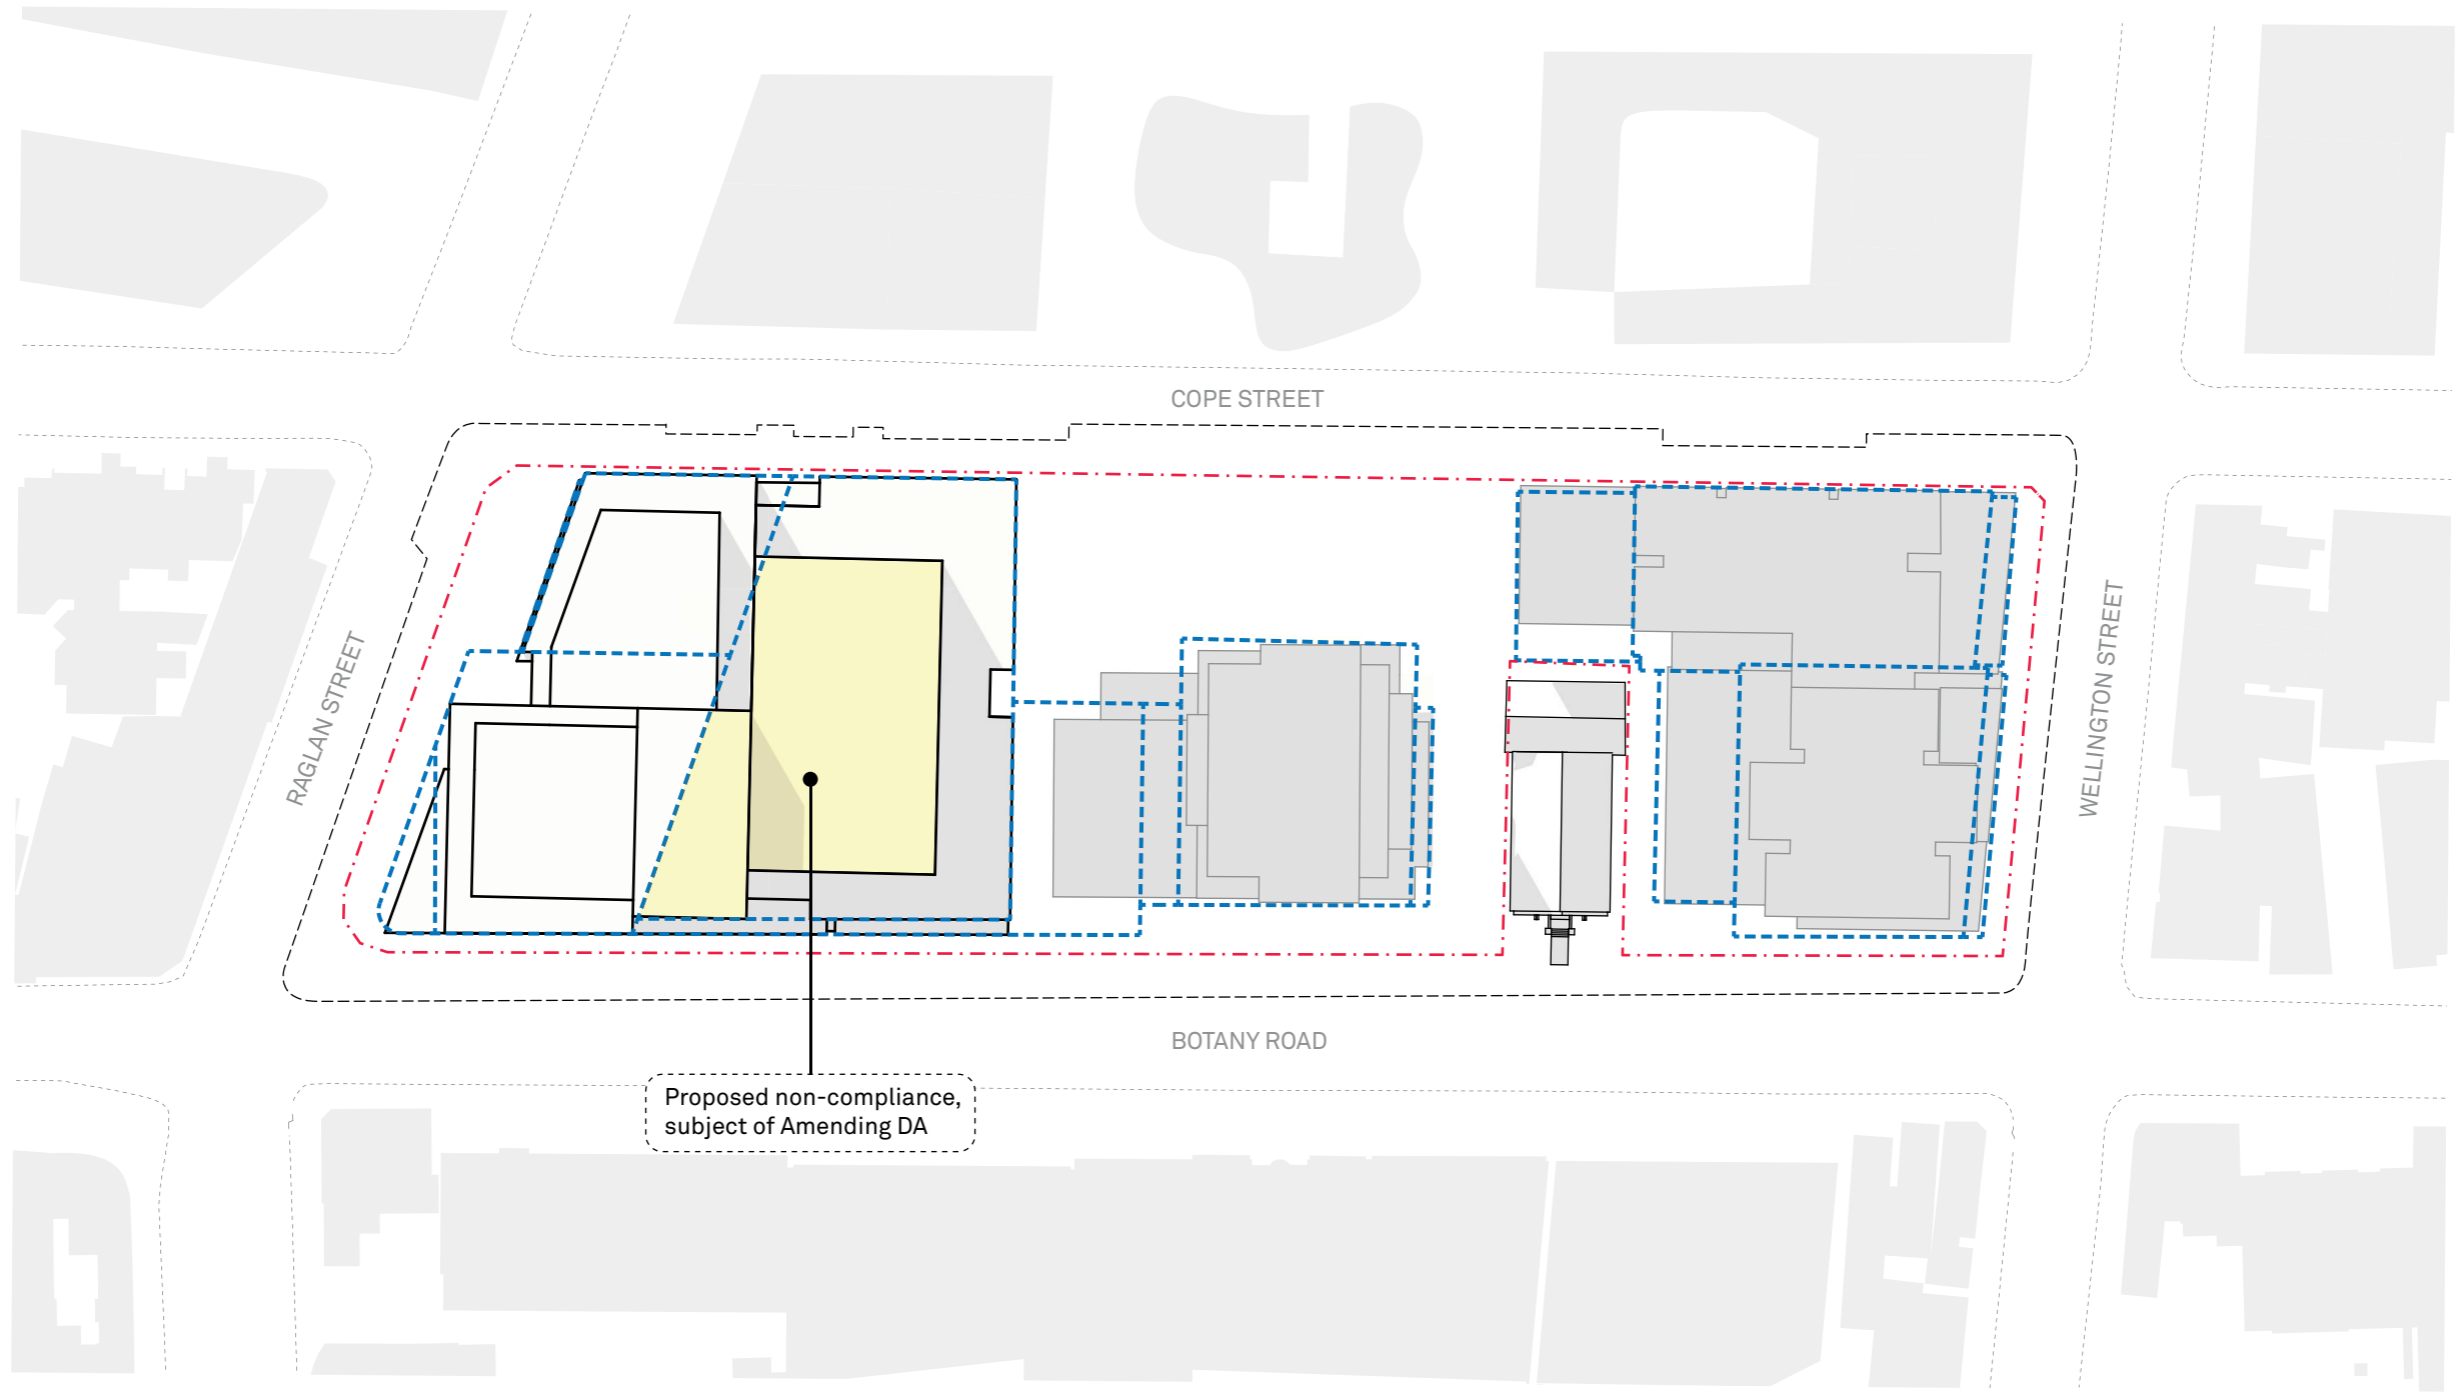 COPE STREET
RAGLAN STREET
WELLINGTON STREET
BOTANY ROAD
Proposed non-compliance,
subject of Amending DA